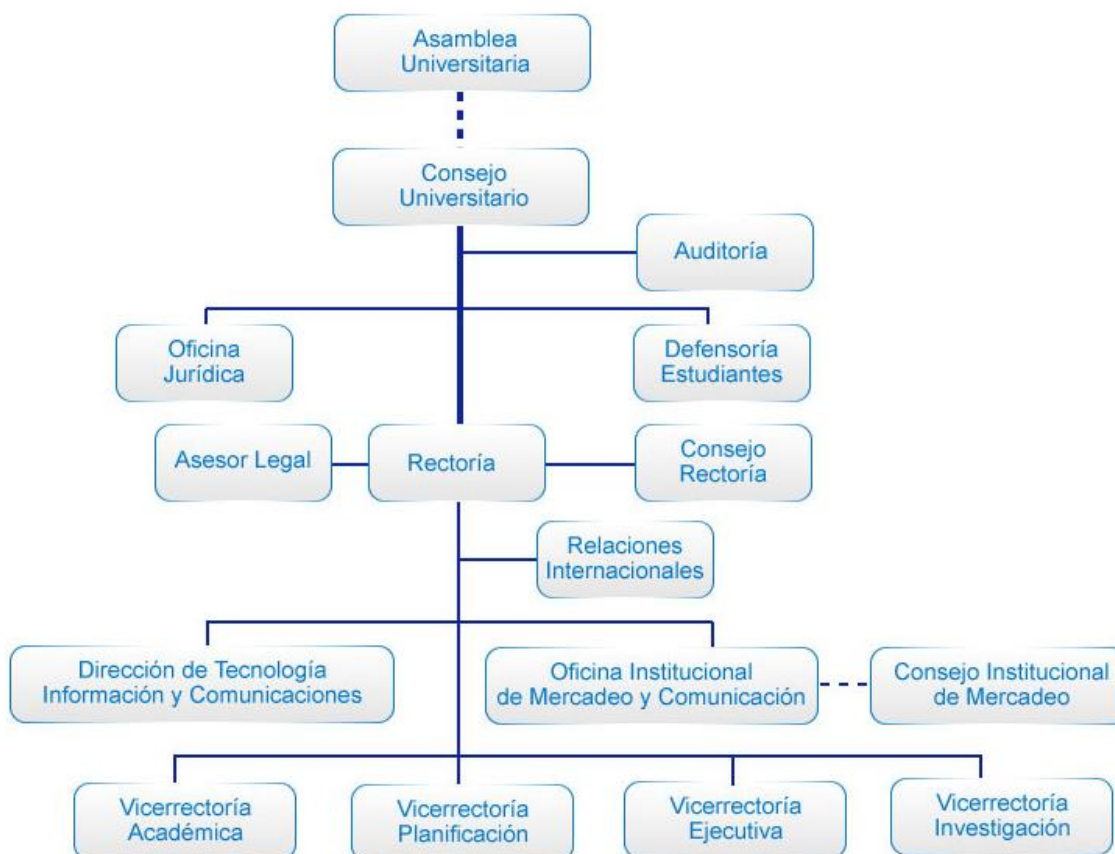 Asamblea
Universitaria
Consejo
Universitario
Auditoría
Oficina
Jurídica
Defensoría
Estudiantes
Asesor Legal
Rectoría
Consejo
Rectoría
Relaciones
Internacionales
Dirección de Tecnología
Información y Comunicaciones
Oficina Institucional
de Mercadeo y Comunicación
Consejo Institucional
de Mercadeo
Vicerrectoría
Académica
Vicerrectoría
Planificación
Vicerrectoría
Ejecutiva
Vicerrectoría
Investigación